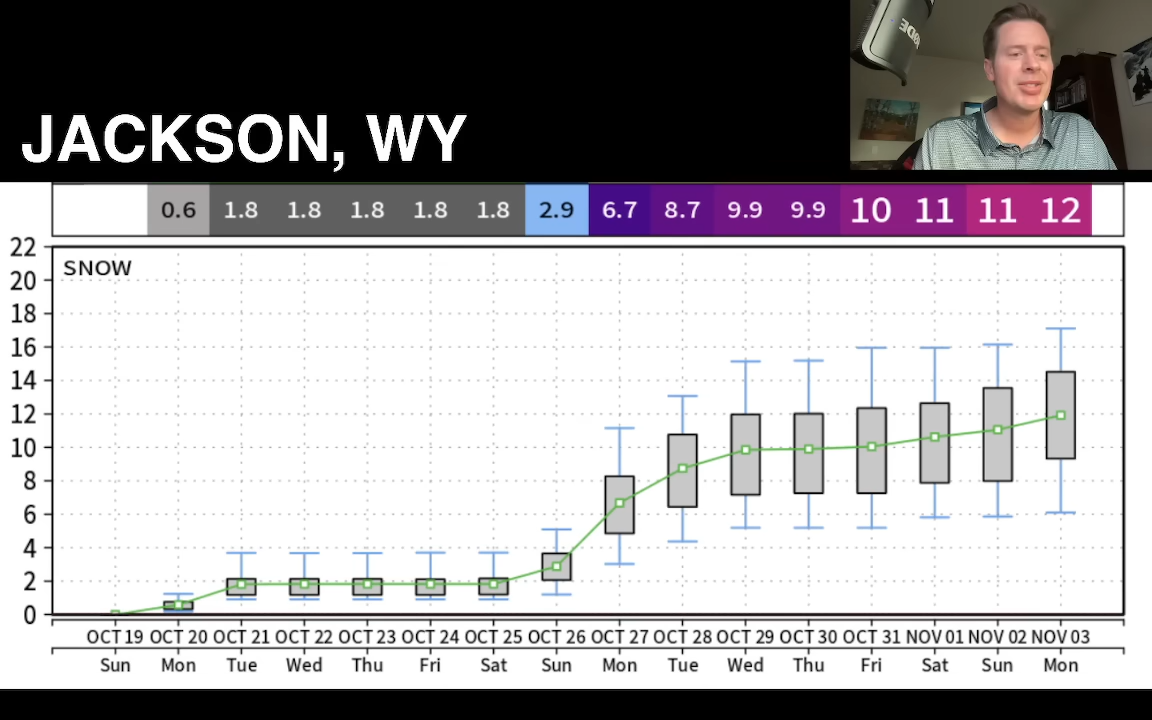 RODE
JACKSON, WY
0.6 1.8 1.8 1.8 1.8 1.8 2.9 6.7 8.7 9.9 9.9 10 11 11 12
SNOW
22
20
18
16
14
12
10
8
6
4
2
0
OCT 19 OCT 20 OCT 21 OCT 22 OCT 23 OCT 24 OCT 25 OCT 26 OCT 27 OCT 28 OCT 29 OCT 30 OCT 31 NOV 01 NOV 02 NOV 03
Sun Mon Tue Wed Thu Fri Sat Sun Mon Tue Wed Thu Fri Sat Sun Mon